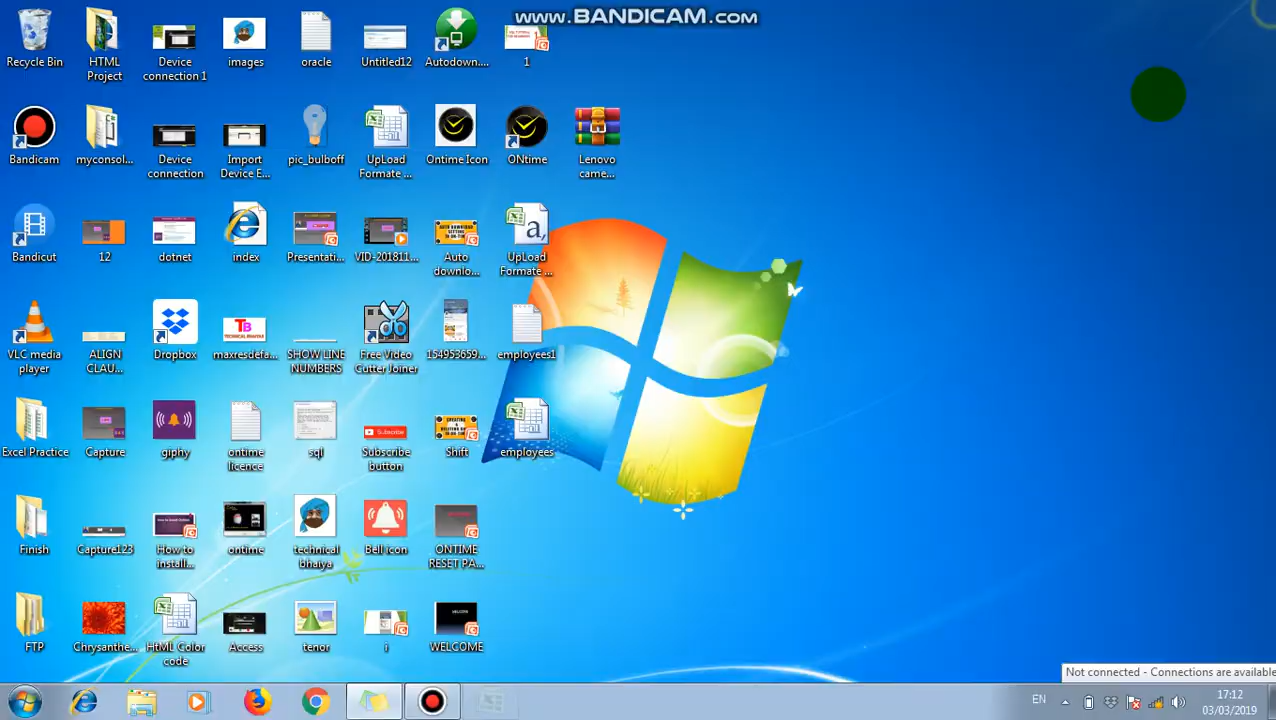 www.BANDICAM.com
Recycle Bin
HTML
Project
Device
connection 1
images
oracle
Untitled12
Autodown....
1
Bandicam
myconsol...
Device
connection
Import
Device E...
pic_bulboff
UpLoad
Formate ...
Ontime Icon
ONtime
Lenovo
came...
Bandicut
12
dotnet
index
Presentati...
VID-201811...
Auto
downlo...
UpLoad
Formate ...
VLC media
player
ALIGN
CLAU...
Dropbox
TB
maxresdefa...
SHOW LINE
NUMBERS
Free Video
Cutter Joiner
154953659...
employees1
Excel Practice
Capture
giphy
ontime
licence
sql
Subscribe
Subscribe
button
Shift
employees
Finish
Capture123
How to
install...
ontime
technical
bhaiya
Bell icon
ONTIME
RESET PA...
FTP
Chrysanthe...
HtMl Color
code
Access
tenor
i
WELCOME
WELCOME
Not connected - Connections are available
EN
17:12
03/03/2019